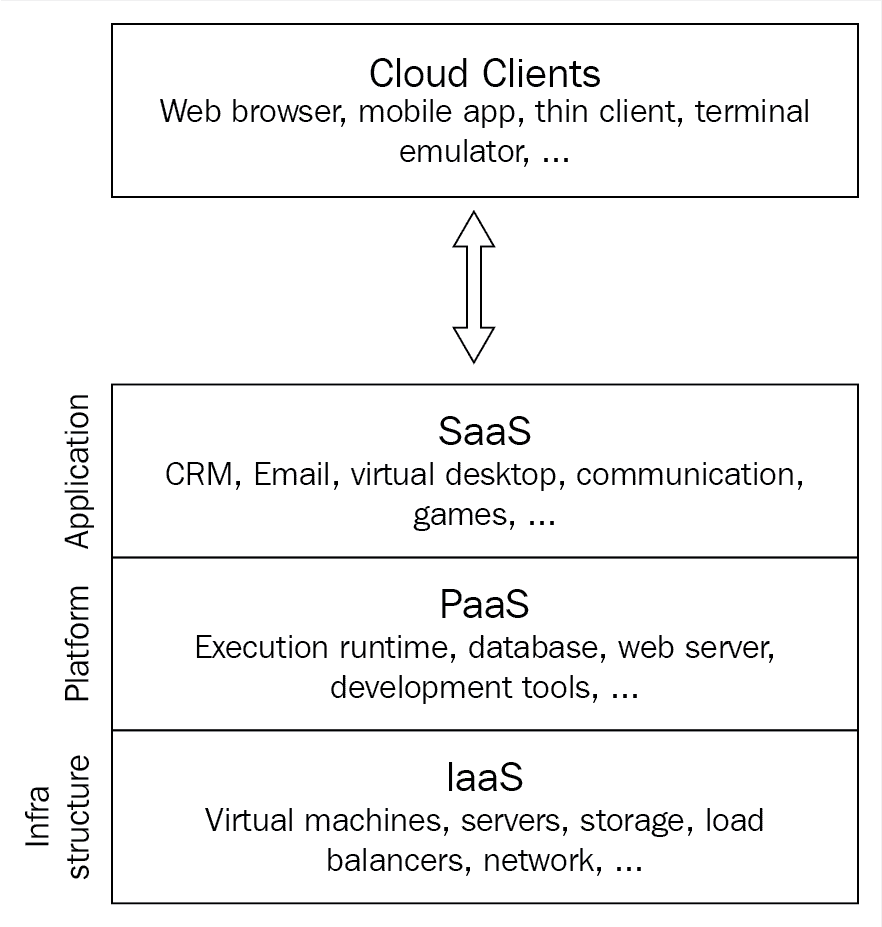 Cloud Clients
Web browser, mobile app, thin client, terminal
emulator, ...
Application
SaaS
CRM, Email, virtual desktop, communication,
games, ...
Platform
PaaS
Execution runtime, database, web server,
development tools, ...
Infra
structure
IaaS
Virtual machines, servers, storage, load
balancers, network, ...